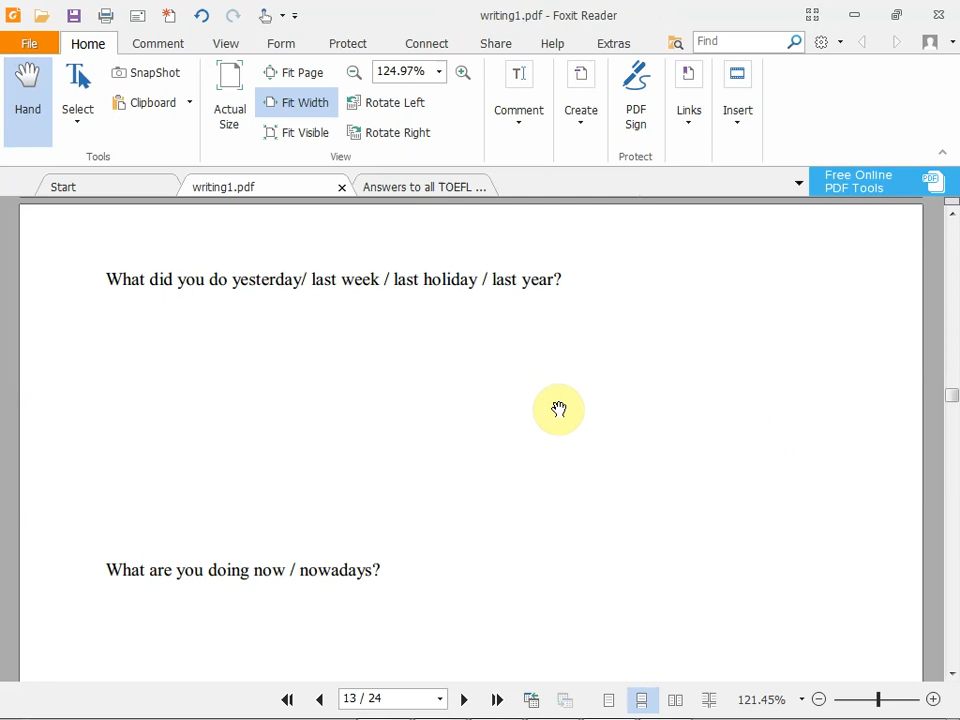 writing1.pdf - Foxit Reader
File Home Comment View Form Protect Connect Share Help Extras Find
Hand
Select
SnapShot
Clipboard
Tools
Actual Size
Fit Page
Fit Width
Fit Visible
124.97%
Rotate Left
Rotate Right
View
Comment
Create
PDF Sign
Protect
Links
Insert
Start
writing1.pdf
Answers to all TOEFL ...
Free Online
PDF Tools
PDF
What did you do yesterday/ last week / last holiday / last year?
What are you doing now / nowadays?
13 / 24
121.45%